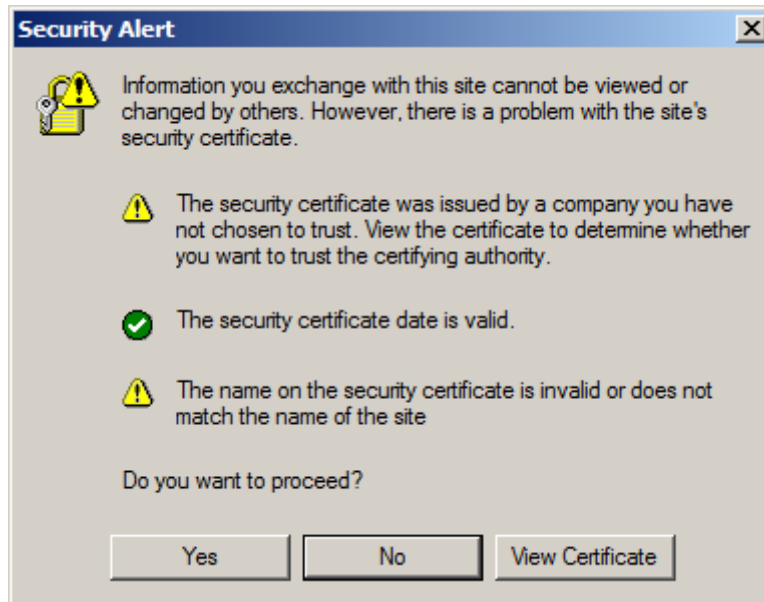 Security Alert
Information you exchange with this site cannot be viewed or
changed by others. However, there is a problem with the site's
security certificate.
The security certificate was issued by a company you have
not chosen to trust. View the certificate to determine whether
you want to trust the certifying authority.
The security certificate date is valid.
The name on the security certificate is invalid or does not
match the name of the site
Do you want to proceed?
Yes No View Certificate